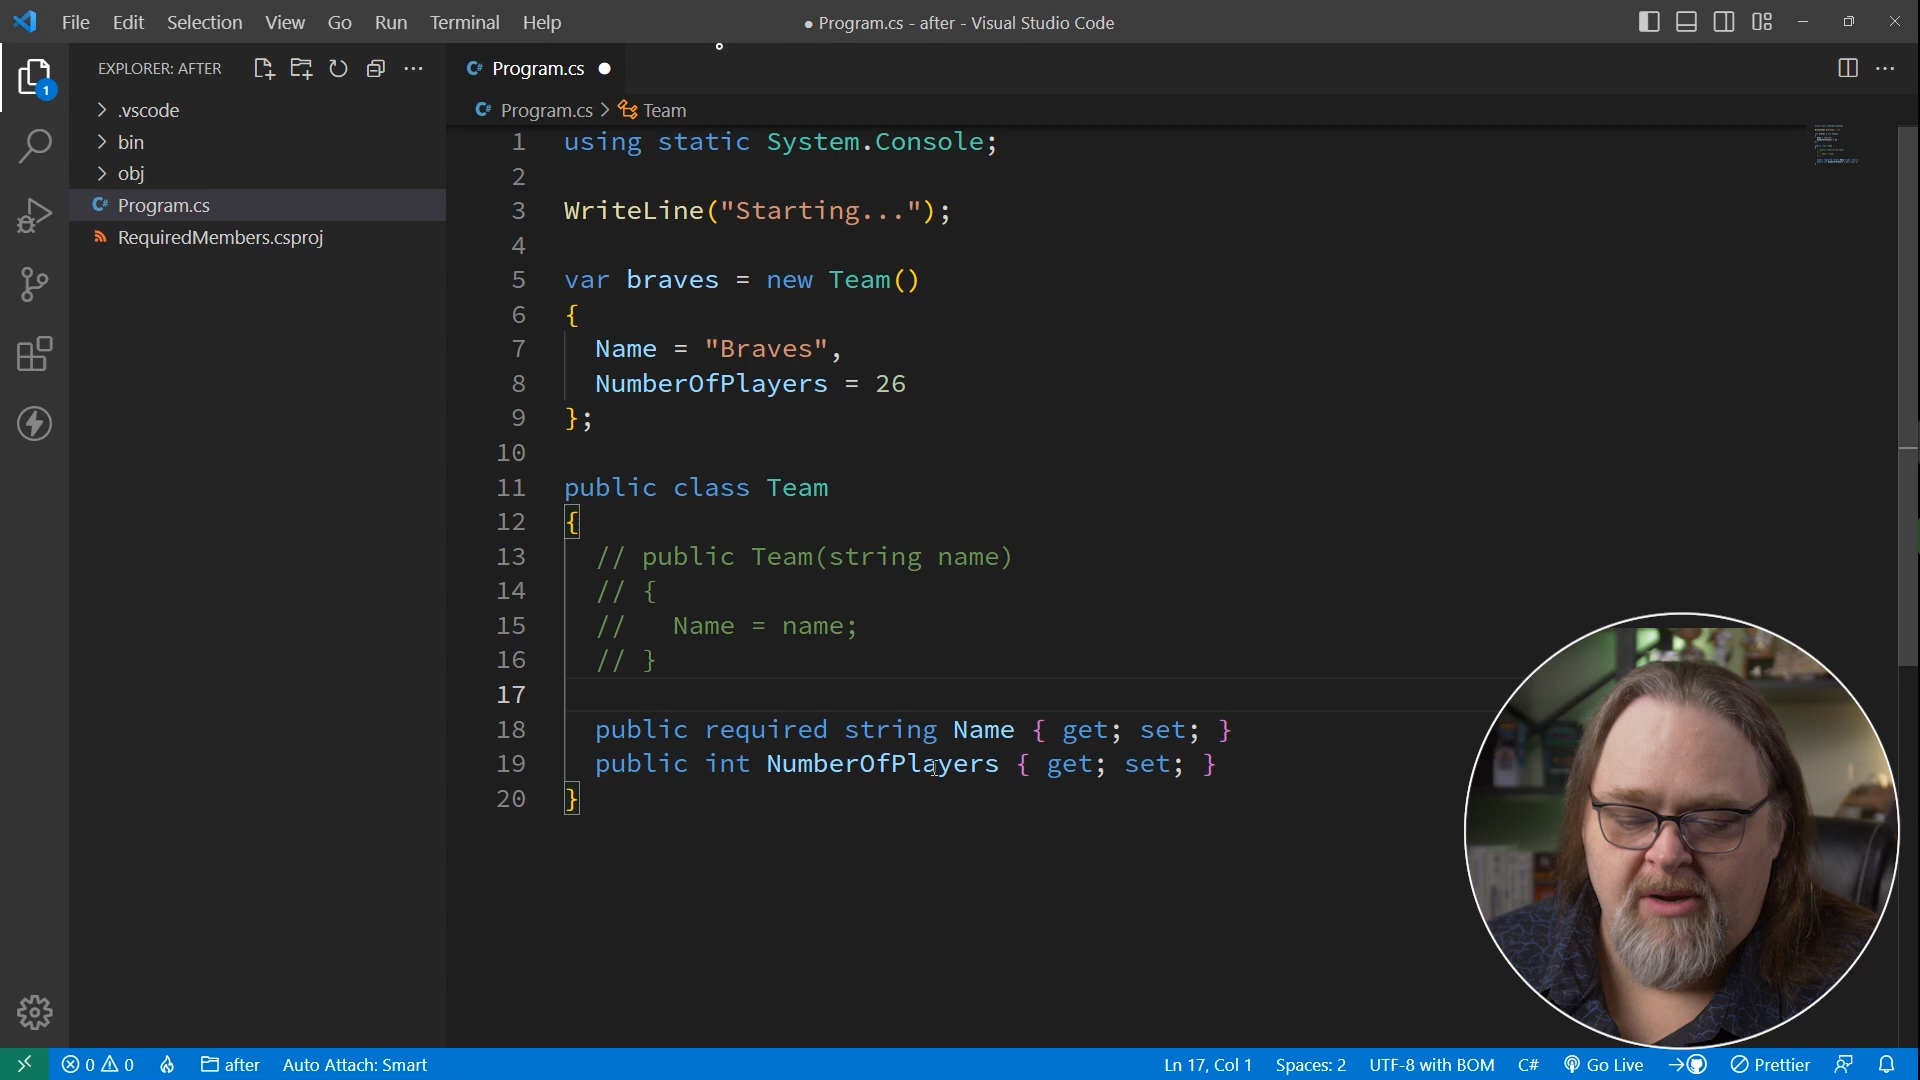 File Edit Selection View Go Run Terminal Help
● Program.cs - after - Visual Studio Code
EXPLORER: AFTER
1
.vscode
bin
obj
C# Program.cs
RequiredMembers.csproj
C# Program.cs ●
C# Program.cs > Team
1 using static System.Console;
2
3 WriteLine("Starting...");
4
5 var braves = new Team()
6 {
7 Name = "Braves",
8 NumberOfPlayers = 26
9 };
10
11 public class Team
12 {
13 // public Team(string name)
14 // {
15 //   Name = name;
16 // }
17
18 public required string Name { get; set; }
19 public int NumberOfPlayers { get; set; }
20 }
0 0 after Auto Attach: Smart
Ln 17, Col 1 Spaces: 2 UTF-8 with BOM C# Go Live Prettier